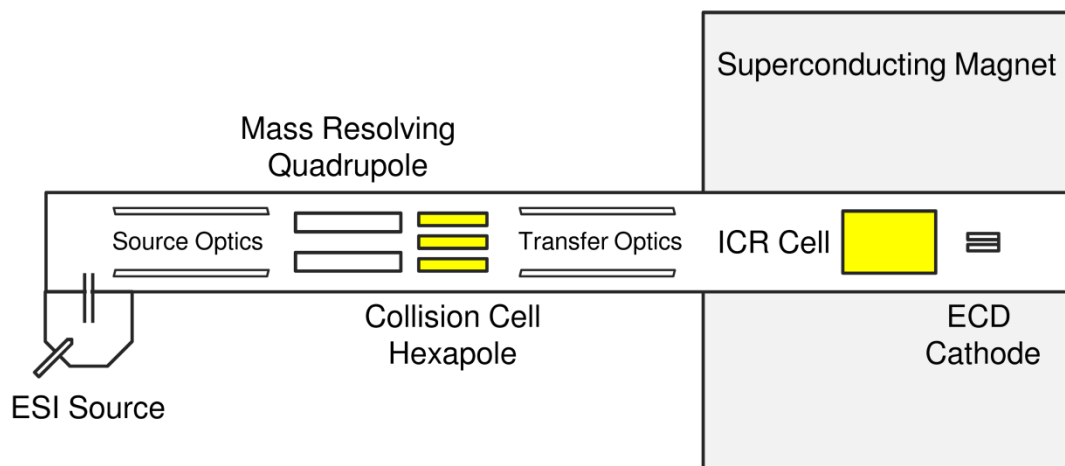 Superconducting Magnet
Mass Resolving
Quadrupole
Source Optics
Transfer Optics
ICR Cell
Collision Cell
Hexapole
ECD
Cathode
ESI Source